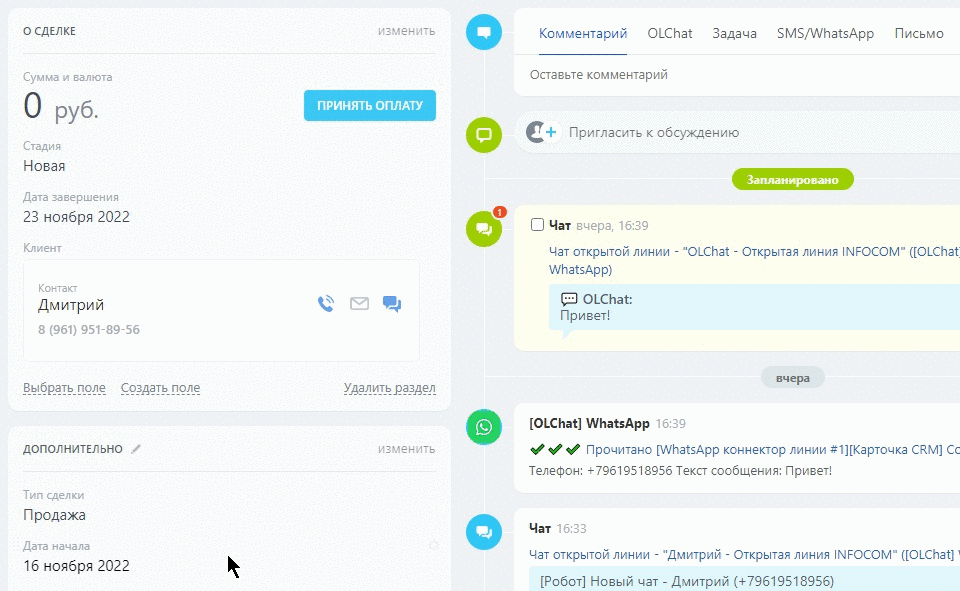 О СДЕЛКЕ
изменить
Сумма и валюта
0 руб.
ПРИНЯТЬ ОПЛАТУ
Стадия
Новая
Дата завершения
23 ноября 2022
Клиент
Контакт
Дмитрий
8 (961) 951-89-56
Выбрать поле Создать поле Удалить раздел
ДОПОЛНИТЕЛЬНО
изменить
Тип сделки
Продажа
Дата начала
16 ноября 2022
Комментарий OLChat Задача SMS/WhatsApp Письмо
Оставьте комментарий
Пригласить к обсуждению
Запланировано
1
Чат вчера, 16:39
Чат открытой линии - "OLChat - Открытая линия INFOCOM" ([OLChat]
WhatsApp)
OLChat:
Привет!
вчера
[OLChat] WhatsApp 16:39
Прочитано [WhatsApp коннектор линии #1][Карточка CRM] Со
Телефон: +79619518956 Текст сообщения: Привет!
Чат 16:33
Чат открытой линии - "Дмитрий - Открытая линия INFOCOM" ([OLChat]
[Робот] Новый чат - Дмитрий (+79619518956)